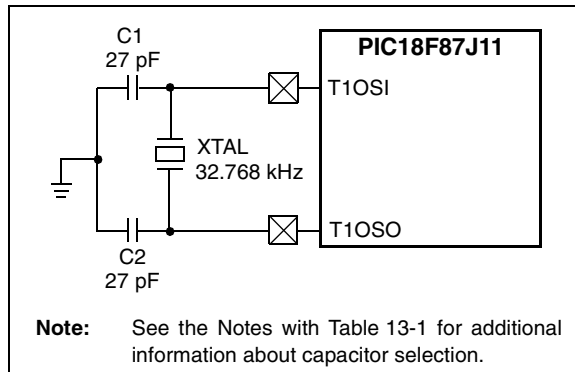 C1
27 pF
PIC18F87J11
T1OSI
XTAL
32.768 kHz
T1OSO
C2
27 pF
Note: See the Notes with Table 13-1 for additional
information about capacitor selection.